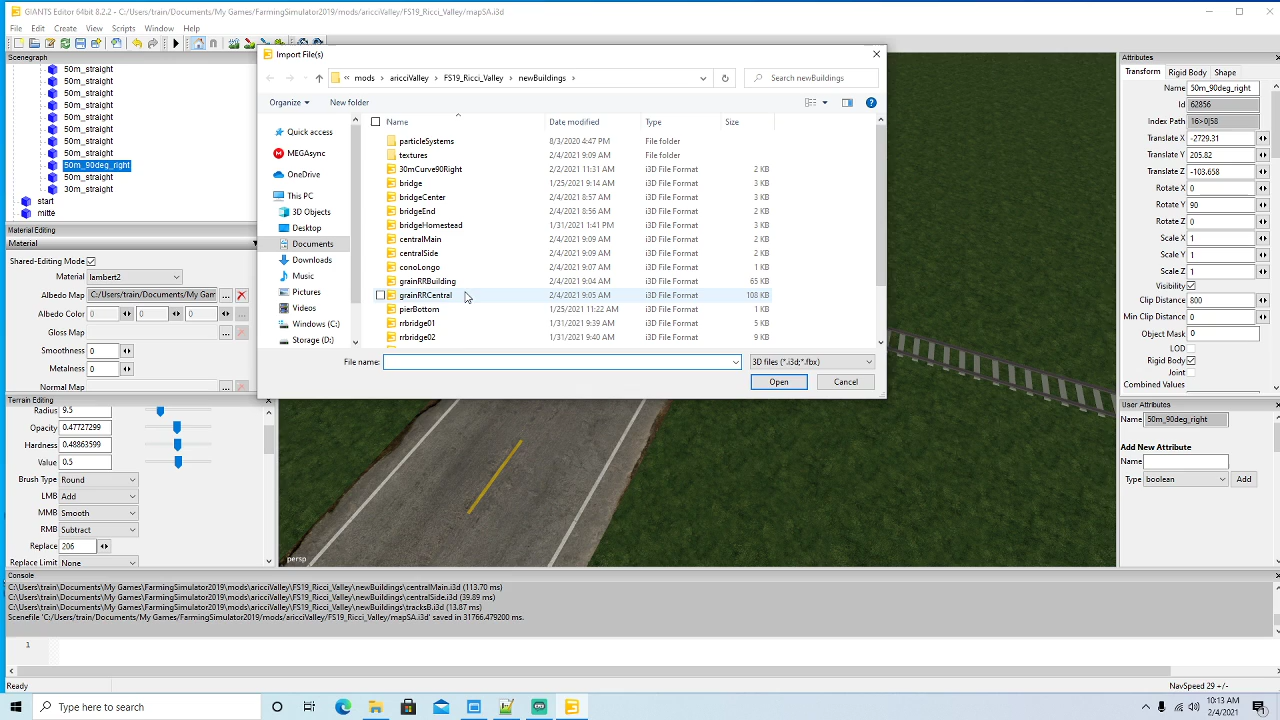 GIANTS Editor 64bit 8.2.2 - C:/Users/train/Documents/My Games/FarmingSimulator2019/mods/aricciValley/FS19_Ricci_Valley/mapSA.i3d
File Edit Create View Scripts Window Help
Scenegraph
50m_straight
50m_straight
50m_straight
50m_straight
50m_straight
50m_straight
50m_straight
50m_straight
50m_90deg_right
50m_straight
30m_straight
start
mitte
Material Editing
Material
Shared-Editing Mode
Material lambert2
Albedo Map C:/Users/train/Documents/My Gam ...
Albedo Color 0 0 0 ...
Gloss Map ...
Smoothness 0
Metalness 0
Normal Map
Terrain Editing
Radius 9.5
Opacity 0.47727299
Hardness 0.48863599
Value 0.5
Brush Type Round
LMB Add
MMB Smooth
RMB Subtract
Replace 206
Replace Limit None
Import File(s)
mods aricciValley FS19_Ricci_Valley newBuildings
Search newBuildings
Organize New folder
Quick access
MEGAsync
OneDrive
This PC
3D Objects
Desktop
Documents
Downloads
Music
Pictures
Videos
Windows (C:)
Storage (D:)
Name Date modified Type Size
particleSystems 8/3/2020 4:47 PM File folder
textures 2/4/2021 9:09 AM File folder
30mCurve90Right 2/2/2021 11:31 AM i3D File Format 2 KB
bridge 1/25/2021 9:14 AM i3D File Format 3 KB
bridgeCenter 2/4/2021 8:57 AM i3D File Format 2 KB
bridgeEnd 2/4/2021 8:56 AM i3D File Format 2 KB
bridgeHomestead 1/31/2021 1:41 PM i3D File Format 3 KB
centralMain 2/4/2021 9:09 AM i3D File Format 2 KB
centralSide 2/4/2021 9:09 AM i3D File Format 2 KB
conoLongo 2/4/2021 9:07 AM i3D File Format 1 KB
grainRRBuilding 2/4/2021 9:04 AM i3D File Format 65 KB
grainRRCentral 2/4/2021 9:05 AM i3D File Format 108 KB
pierBottom 1/25/2021 11:22 AM i3D File Format 1 KB
rrbridge01 1/31/2021 9:39 AM i3D File Format 5 KB
rrbridge02 1/31/2021 9:40 AM i3D File Format 9 KB
File name: 3D files (*.i3d;*.fbx)
Open Cancel
persp
Attributes
Transform Rigid Body Shape
Name 50m_90deg_right
Id 62856
Index Path 16>0|58
Translate X -2729.31
Translate Y 205.82
Translate Z -103.658
Rotate X 0
Rotate Y 90
Rotate Z 0
Scale X 1
Scale Y 1
Scale Z 1
Visibility
Clip Distance 800
Min Clip Distance 0
Object Mask 0
LOD
Rigid Body
Joint
Combined Values
User Attributes
Name 50m_90deg_right
Add New Attribute
Name
Type boolean Add
Console
C:\Users\train\Documents\My Games\FarmingSimulator2019\mods\aricciValley\FS19_Ricci_Valley\newBuildings\centralMain.i3d (113.70 ms)
C:\Users\train\Documents\My Games\FarmingSimulator2019\mods\aricciValley\FS19_Ricci_Valley\newBuildings\centralSide.i3d (39.89 ms)
C:\Users\train\Documents\My Games\FarmingSimulator2019\mods\aricciValley\FS19_Ricci_Valley\newBuildings\tracksB.i3d (13.87 ms)
Scenefile 'C:/Users/train/Documents/My Games/FarmingSimulator2019/mods/aricciValley/FS19_Ricci_Valley/mapSA.i3d' saved in 31766.479200 ms.
1
Ready NavSpeed 29 +/-
Type here to search
10:13 AM
2/4/2021